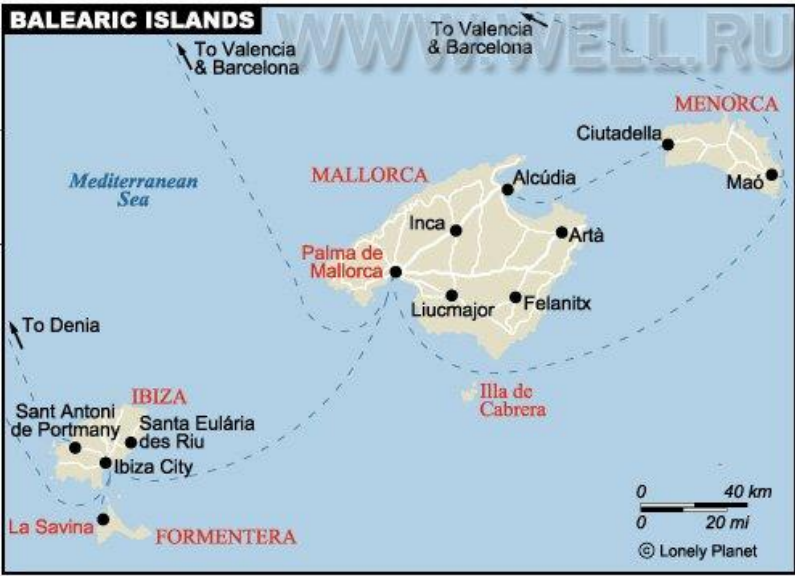 BALEARIC ISLANDS
WWW.WELL.RU
To Valencia
& Barcelona
To Valencia
& Barcelona
MENORCA
Ciutadella
Maó
Mediterranean
Sea
MALLORCA
Alcúdia
Inca
Artà
Palma de
Mallorca
Liucmajor
Felanitx
To Denia
Illa de
Cabrera
IBIZA
Sant Antoni
de Portmany
Santa Eulária
des Riu
Ibiza City
La Savina
FORMENTERA
0 40 km
0 20 mi
© Lonely Planet